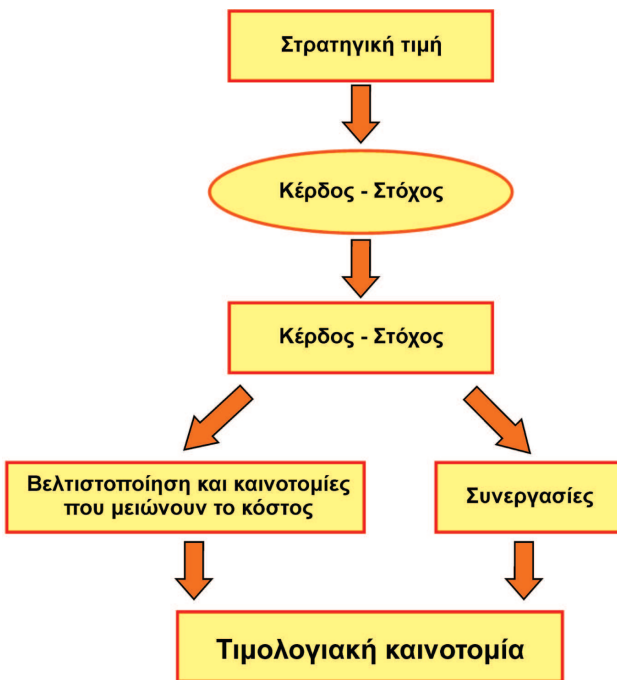 Στρατηγική τιμή
Κέρδος - Στόχος
Κέρδος - Στόχος
Βελτιστοποίηση και καινοτομίες
που μειώνουν το κόστος
Συνεργασίες
Τιμολογιακή καινοτομία